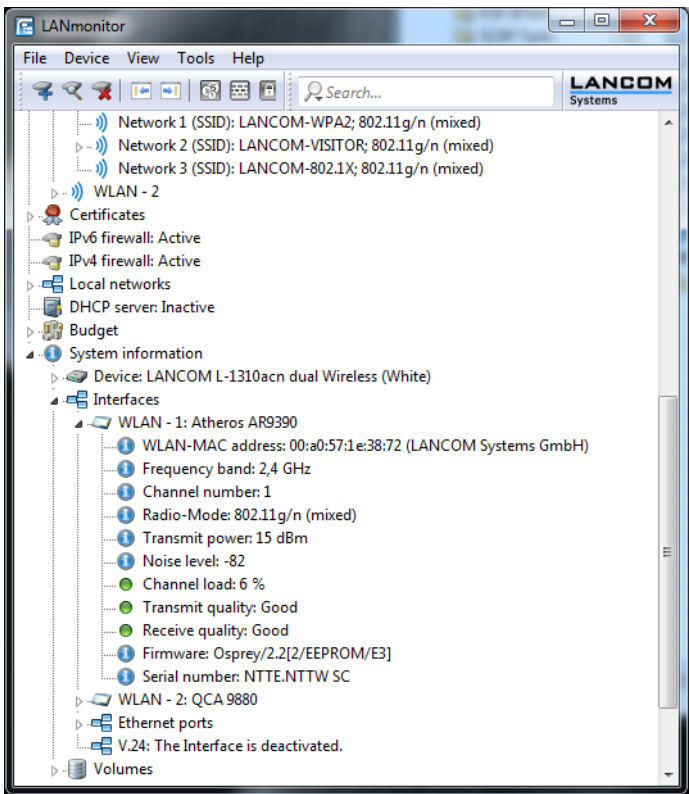 LANmonitor
File Device View Tools Help
Search...
LANCOM
Systems
Network 1 (SSID): LANCOM-WPA2; 802.11g/n (mixed)
Network 2 (SSID): LANCOM-VISITOR; 802.11g/n (mixed)
Network 3 (SSID): LANCOM-802.1X; 802.11g/n (mixed)
WLAN - 2
Certificates
IPv6 firewall: Active
IPv4 firewall: Active
Local networks
DHCP server: Inactive
Budget
System information
Device: LANCOM L-1310acn dual Wireless (White)
Interfaces
WLAN - 1: Atheros AR9390
WLAN-MAC address: 00:a0:57:1e:38:72 (LANCOM Systems GmbH)
Frequency band: 2,4 GHz
Channel number: 1
Radio-Mode: 802.11g/n (mixed)
Transmit power: 15 dBm
Noise level: -82
Channel load: 6 %
Transmit quality: Good
Receive quality: Good
Firmware: Osprey/2.2[2/EEPROM/E3]
Serial number: NTTE.NTTW SC
WLAN - 2: QCA 9880
Ethernet ports
V.24: The Interface is deactivated.
Volumes